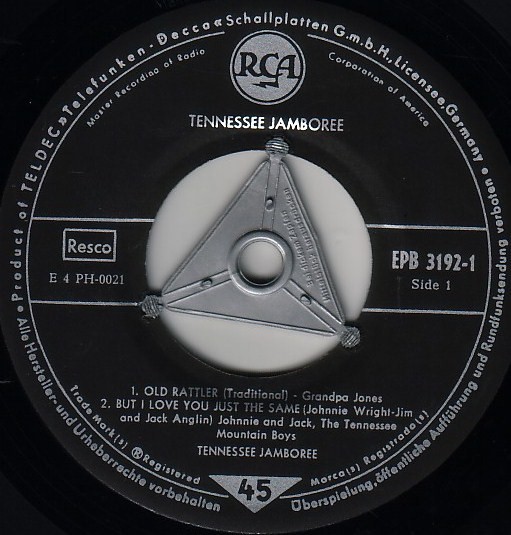 »Product of TELDEC»Telefunken-Decca«Schallplatten G.m.b.H., Licensee, Germany
RCA
Master Recording of Radio
Corporation of America
TENNESSEE JAMBOREE
Resco
E 4 PH-0021
EPB 3192-1
Side 1
1. OLD RATTLER (Traditional) - Grandpa Jones
2. BUT I LOVE YOU JUST THE SAME (Johnnie Wright-Jim
and Jack Anglin) Johnnie and Jack, The Tennessee
Mountain Boys
TENNESSEE JAMBOREE
Trade Mark(s) ®Registered
Marca(s) Registrada(s)
45
Alle Hersteller- und Urheberrechte vorbehalten
Überspielung, öffentliche Aufführung und Rundfunksendung verboten